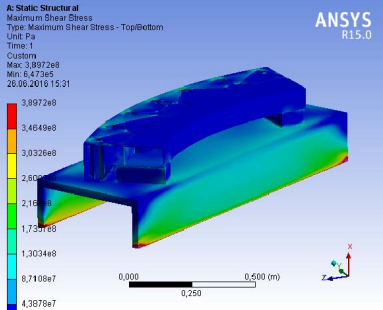 A: Static Structural
Maximum Shear Stress
Type: Maximum Shear Stress - Top/Bottom
Unit: Pa
Time: 1
Custom
Max: 3,8972e8
Min: 6,473e5
26.06.2016 15:31
ANSYS
R15.0
3,8972e8
3,4649e8
3,0326e8
1,3034e8
8,7108e7
4,3878e7
0,000
0,500 (m)
0,250
X
Y
Z